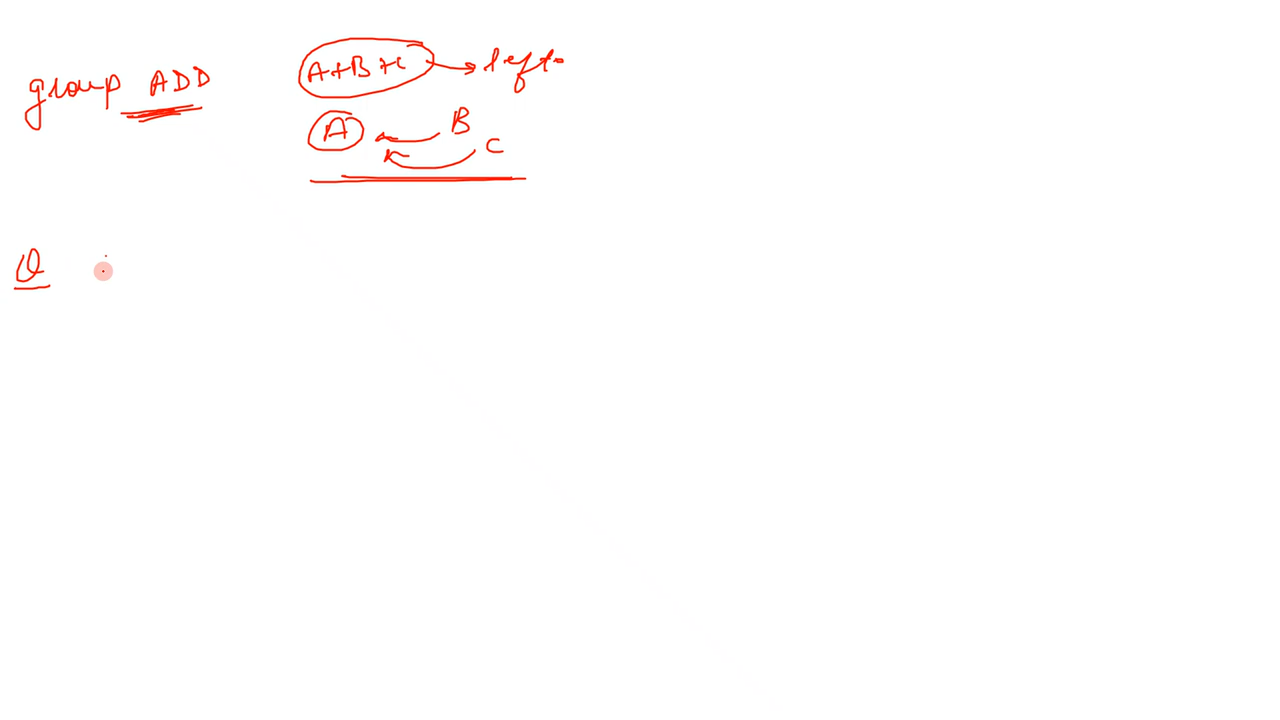 group ADD
A+B+C → left
A B
C
Q